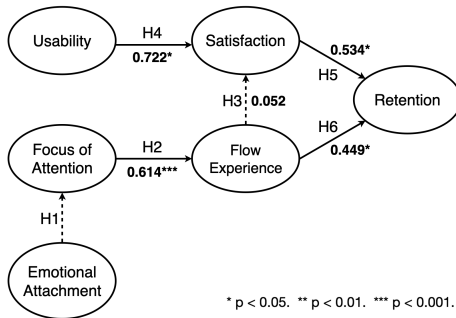 Usability
H4
0.722*
Satisfaction
0.534*
H5
H3
0.052
Retention
Focus of
Attention
H2
0.614***
Flow
Experience
H6
0.449*
H1
Emotional
Attachment
* p < 0.05. ** p < 0.01. *** p < 0.001.